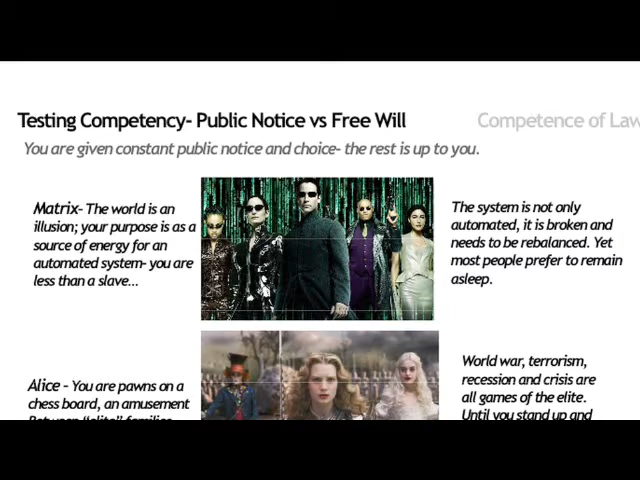 Testing Competency- Public Notice vs Free Will
Competence of Law
You are given constant public notice and choice- the rest is up to you.
Matrix- The world is an
illusion; your purpose is as a
source of energy for an
automated system- you are
less than a slave...
The system is not only
automated, it is broken and
needs to be rebalanced. Yet
most people prefer to remain
asleep.
Alice - You are pawns on a
chess board, an amusement
Between "elite" families
World war, terrorism,
recession and crisis are
all games of the elite.
Until you stand up and